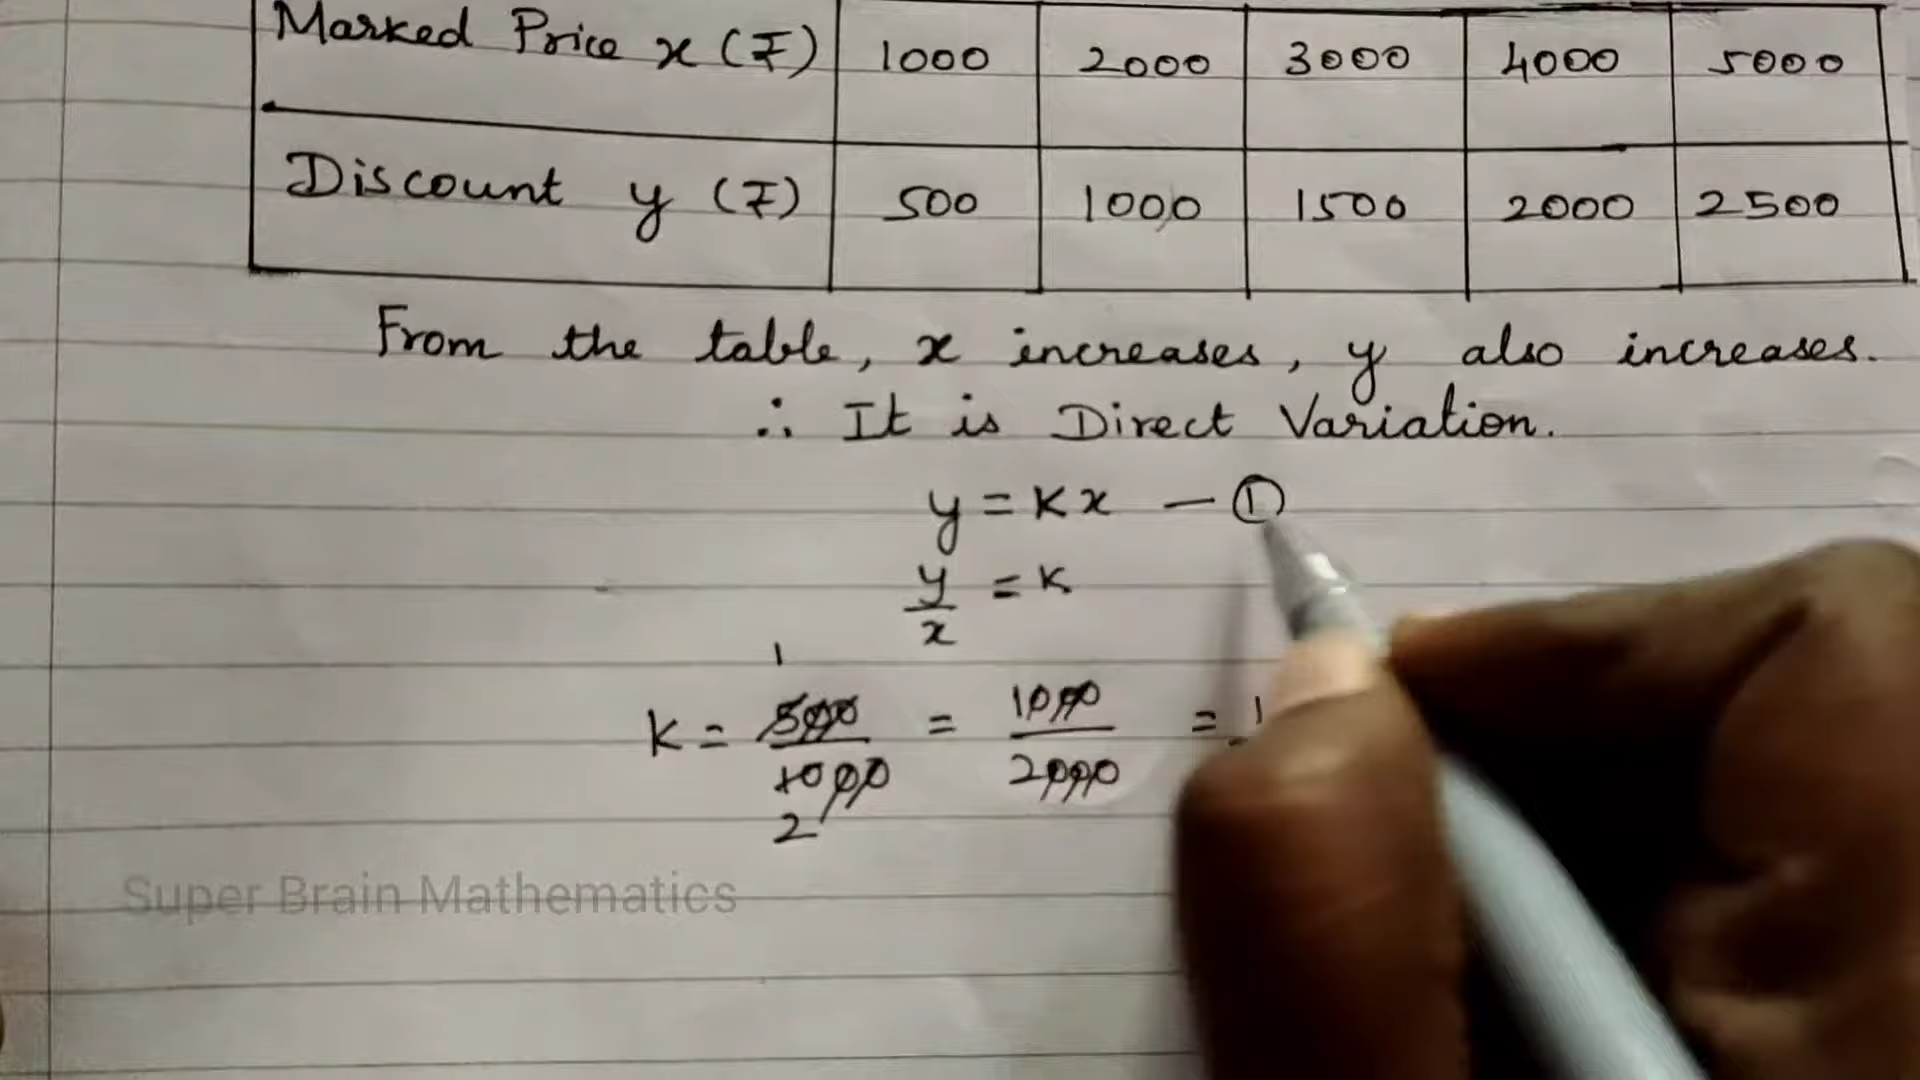 Marked Price x (₹) 1000 2000 3000 4000 5000
Discount y (₹) 500 1000 1500 2000 2500
From the table, x increases, y also increases.
∴ It is Direct Variation.
y = kx — ①
y/x = k
1
k = 500/1000 = 1000/2000 = 1
2
Super Brain Mathematics